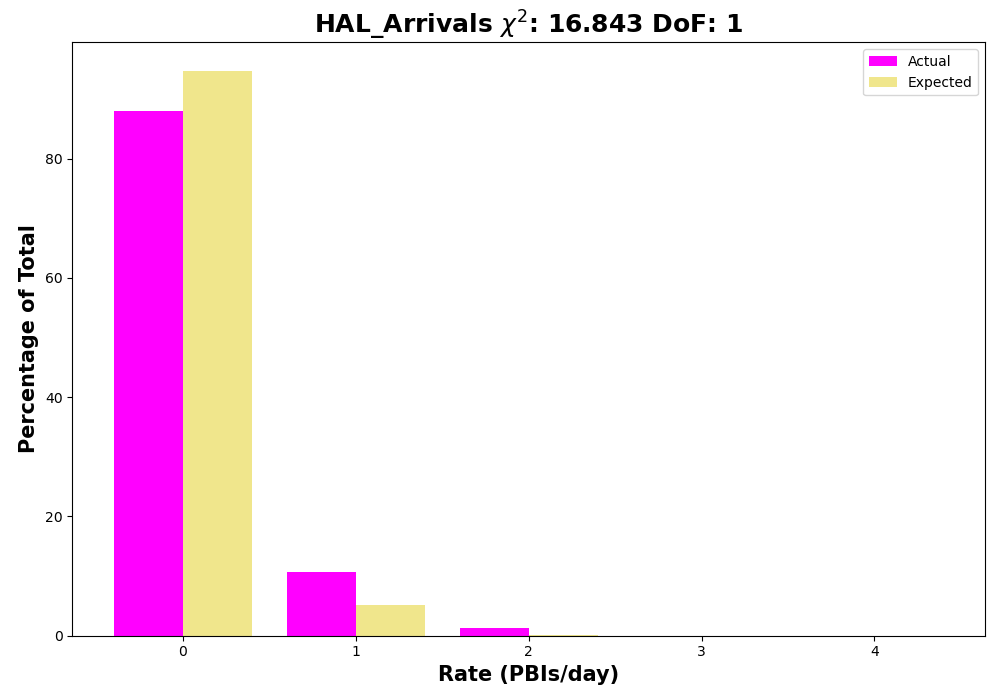 HAL_Arrivals χ²: 16.843 DoF: 1
Actual
Expected
Percentage of Total
80
60
40
20
0
0 1 2 3 4
Rate (PBIs/day)